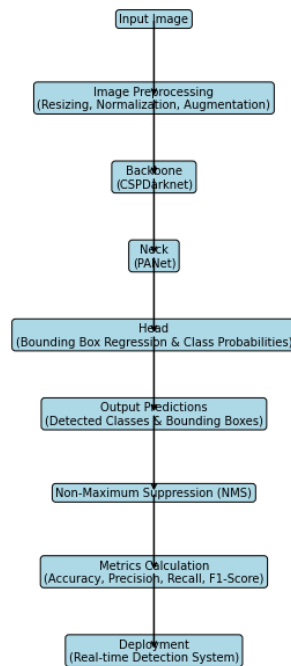 Input Image
Image Preprocessing
(Resizing, Normalization, Augmentation)
Backbone
(CSPDarknet)
Neck
(PANet)
Head
(Bounding Box Regression & Class Probabilities)
Output Predictions
(Detected Classes & Bounding Boxes)
Non-Maximum Suppression (NMS)
Metrics Calculation
(Accuracy, Precision, Recall, F1-Score)
Deployment
(Real-time Detection System)